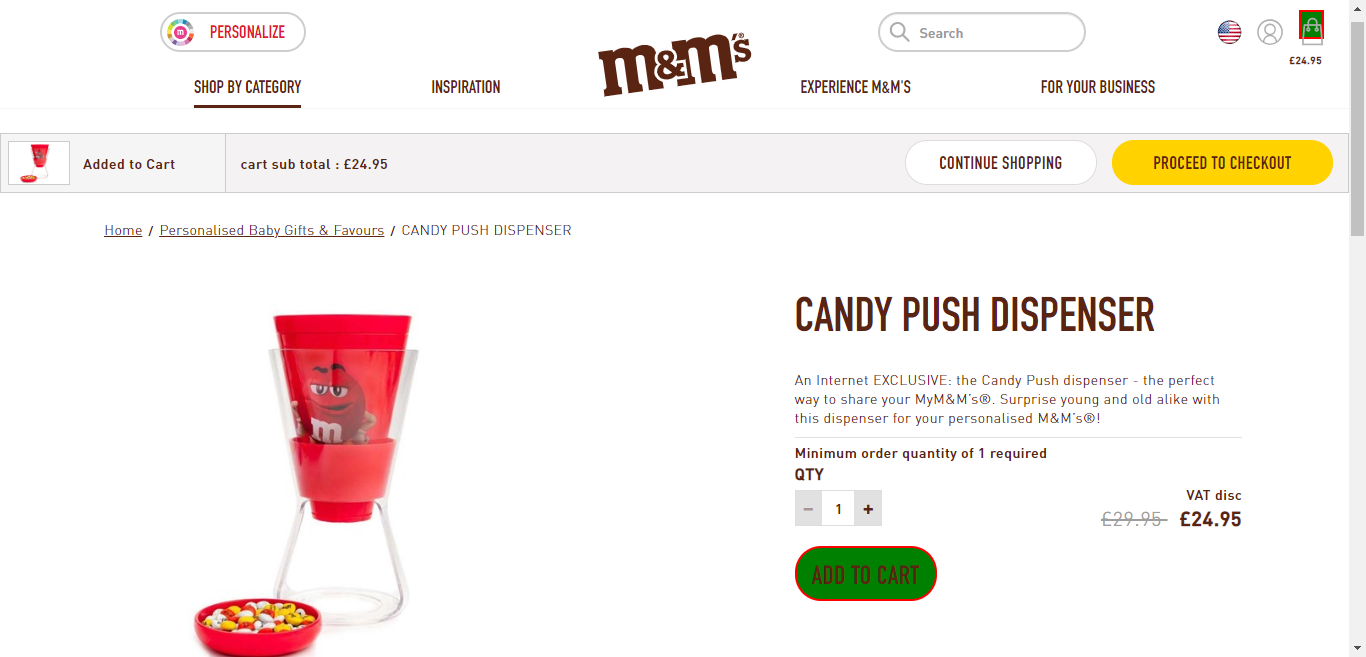 PERSONALIZE
m&m's®
Search
£24.95
SHOP BY CATEGORY
INSPIRATION
EXPERIENCE M&M'S
FOR YOUR BUSINESS
Added to Cart
cart sub total : £24.95
CONTINUE SHOPPING
PROCEED TO CHECKOUT
Home / Personalised Baby Gifts & Favours / CANDY PUSH DISPENSER
CANDY PUSH DISPENSER
An Internet EXCLUSIVE: the Candy Push dispenser - the perfect
way to share your MyM&M's®. Surprise young and old alike with
this dispenser for your personalised M&M's®!
Minimum order quantity of 1 required
QTY
− 1 +
VAT disc
£29.95 £24.95
ADD TO CART
m